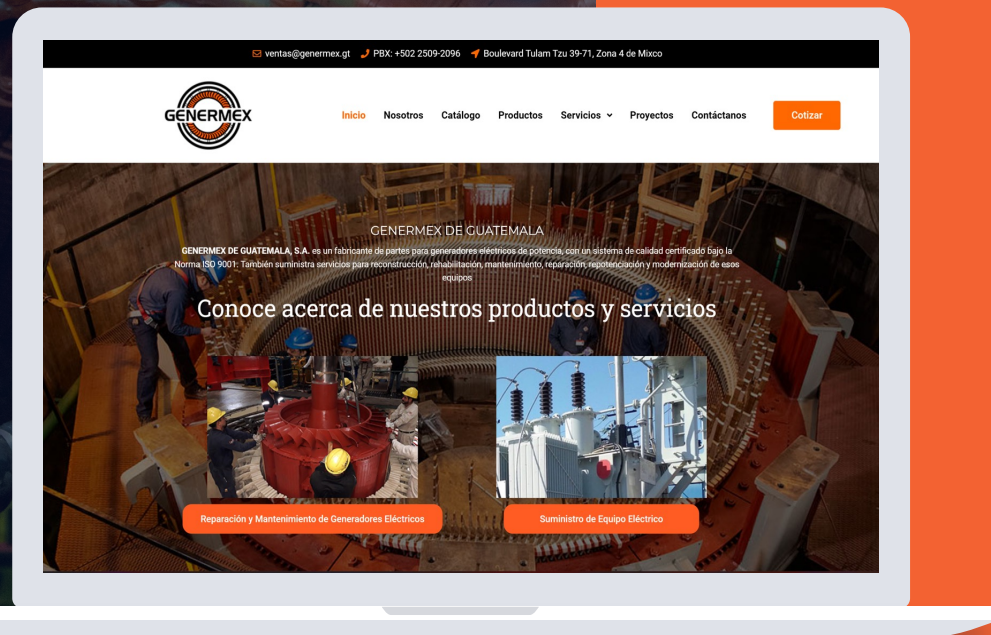 ventas@genermex.gt PBX: +502 2509-2096 Boulevard Tulam Tzu 39-71, Zona 4 de Mixco
GENERMEX
Inicio Nosotros Catálogo Productos Servicios Proyectos Contáctanos Cotizar
GENERMEX DE GUATEMALA
GENERMEX DE GUATEMALA, S.A. es un fabricante de partes para generadores eléctricos de potencia, con un sistema de calidad certificado bajo la
Norma ISO 9001: También suministra servicios para reconstrucción, rehabilitación, mantenimiento, reparación, repotenciación y modernización de esos
equipos
Conoce acerca de nuestros productos y servicios
Reparación y Mantenimiento de Generadores Eléctricos
Suministro de Equipo Eléctrico